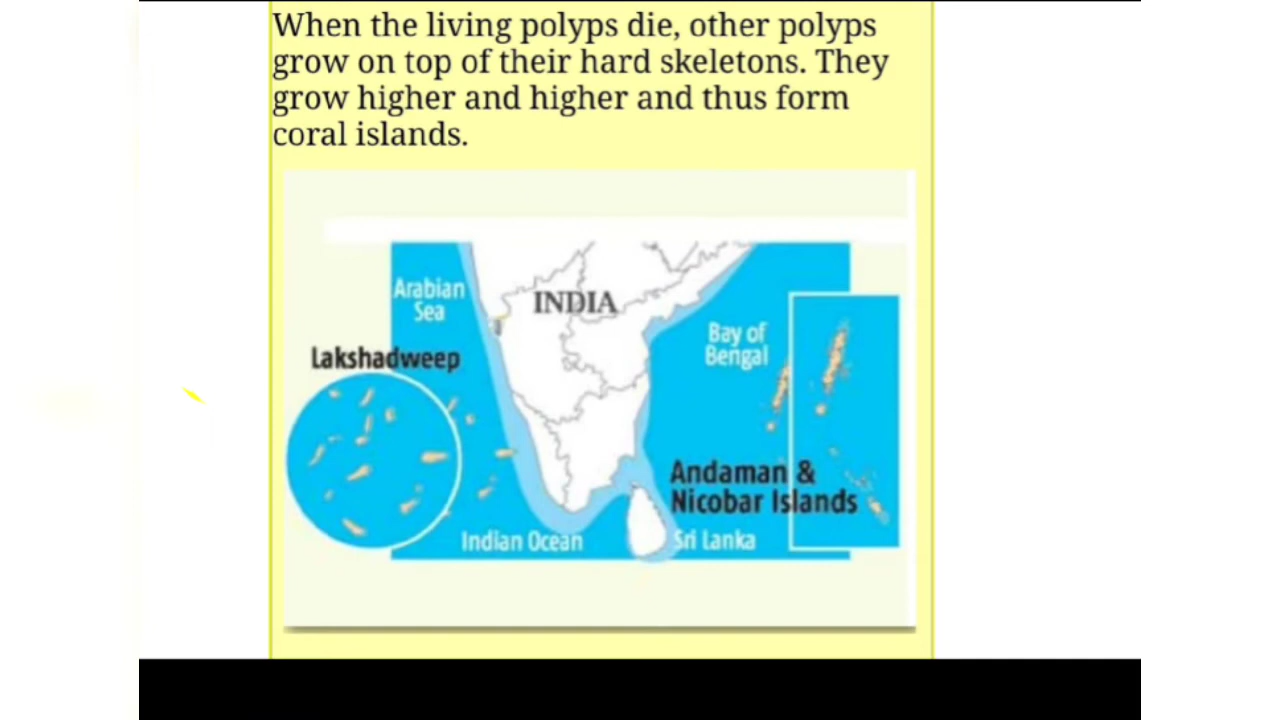 When the living polyps die, other polyps
grow on top of their hard skeletons. They
grow higher and higher and thus form
coral islands.
Arabian
Sea
INDIA
Bay of
Bengal
Lakshadweep
Andaman &
Nicobar Islands
Indian Ocean
Sri Lanka